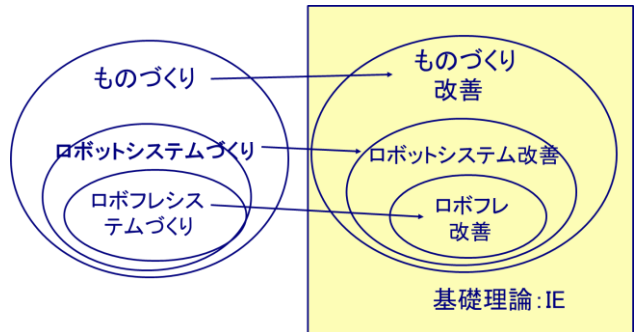 ものづくり
ロボットシステムづくり
ロボフレシス
テムづくり
ものづくり
改善
ロボットシステム改善
ロボフレ
改善
基礎理論:IE